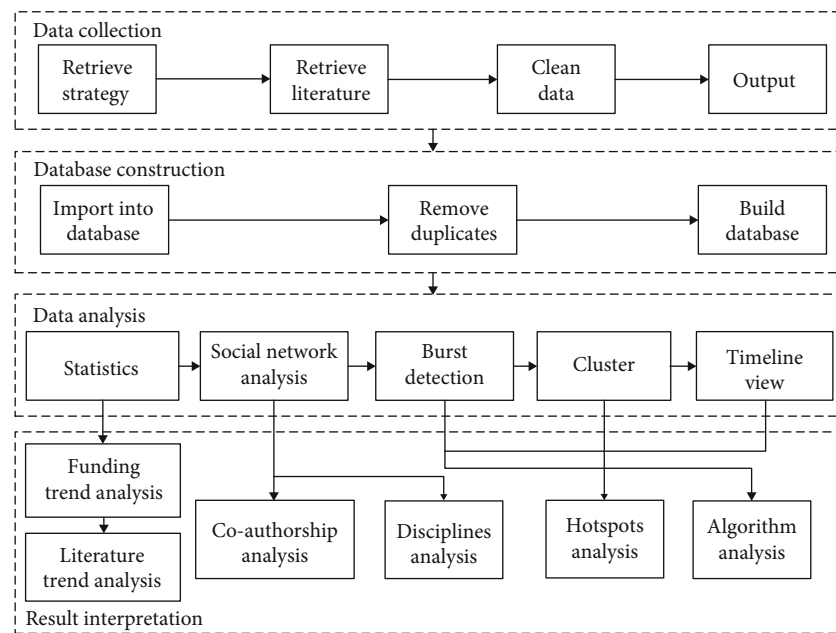 Data collection
Retrieve
strategy
Retrieve
literature
Clean
data
Output
Database construction
Import into
database
Remove
duplicates
Build
database
Data analysis
Statistics
Social network
analysis
Burst
detection
Cluster
Timeline
view
Funding
trend analysis
Literature
trend analysis
Co-authorship
analysis
Disciplines
analysis
Hotspots
analysis
Algorithm
analysis
Result interpretation